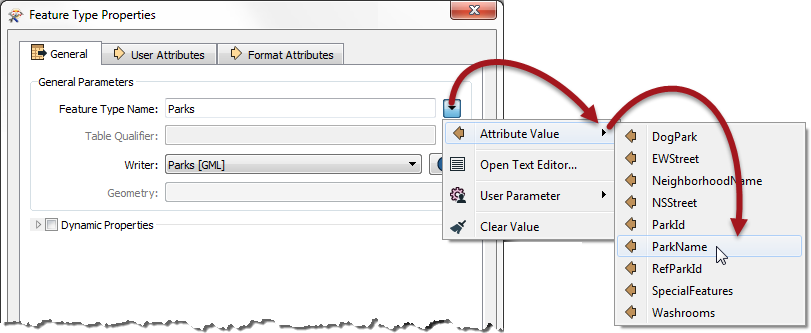 Feature Type Properties
General
User Attributes
Format Attributes
General Parameters
Feature Type Name: Parks
Table Qualifier:
Writer: Parks [GML]
Geometry:
Dynamic Properties
Attribute Value
Open Text Editor...
User Parameter
Clear Value
DogPark
EWStreet
NeighborhoodName
NSStreet
ParkId
ParkName
RefParkId
SpecialFeatures
Washrooms